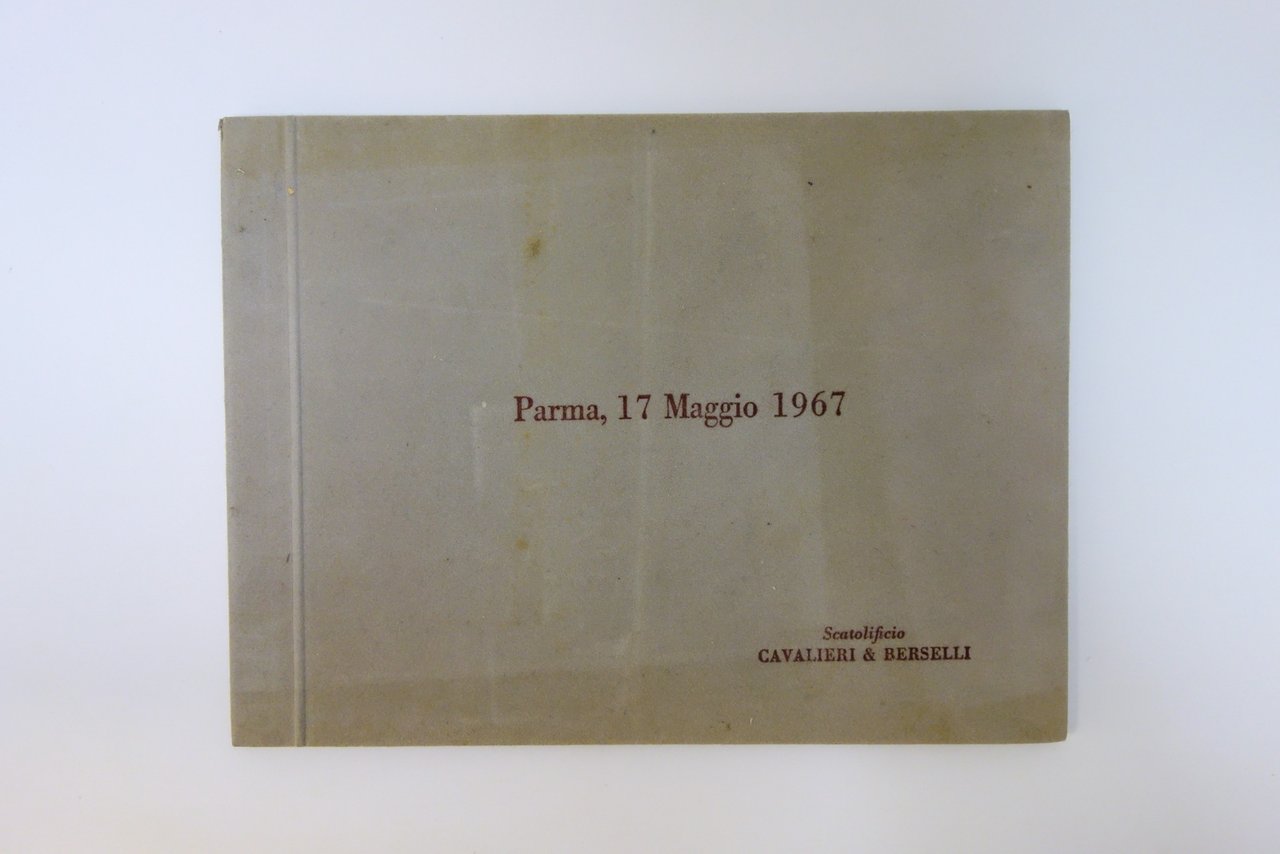 Parma, 17 Maggio 1967
Scatolificio
CAVALIERI & BERSELLI